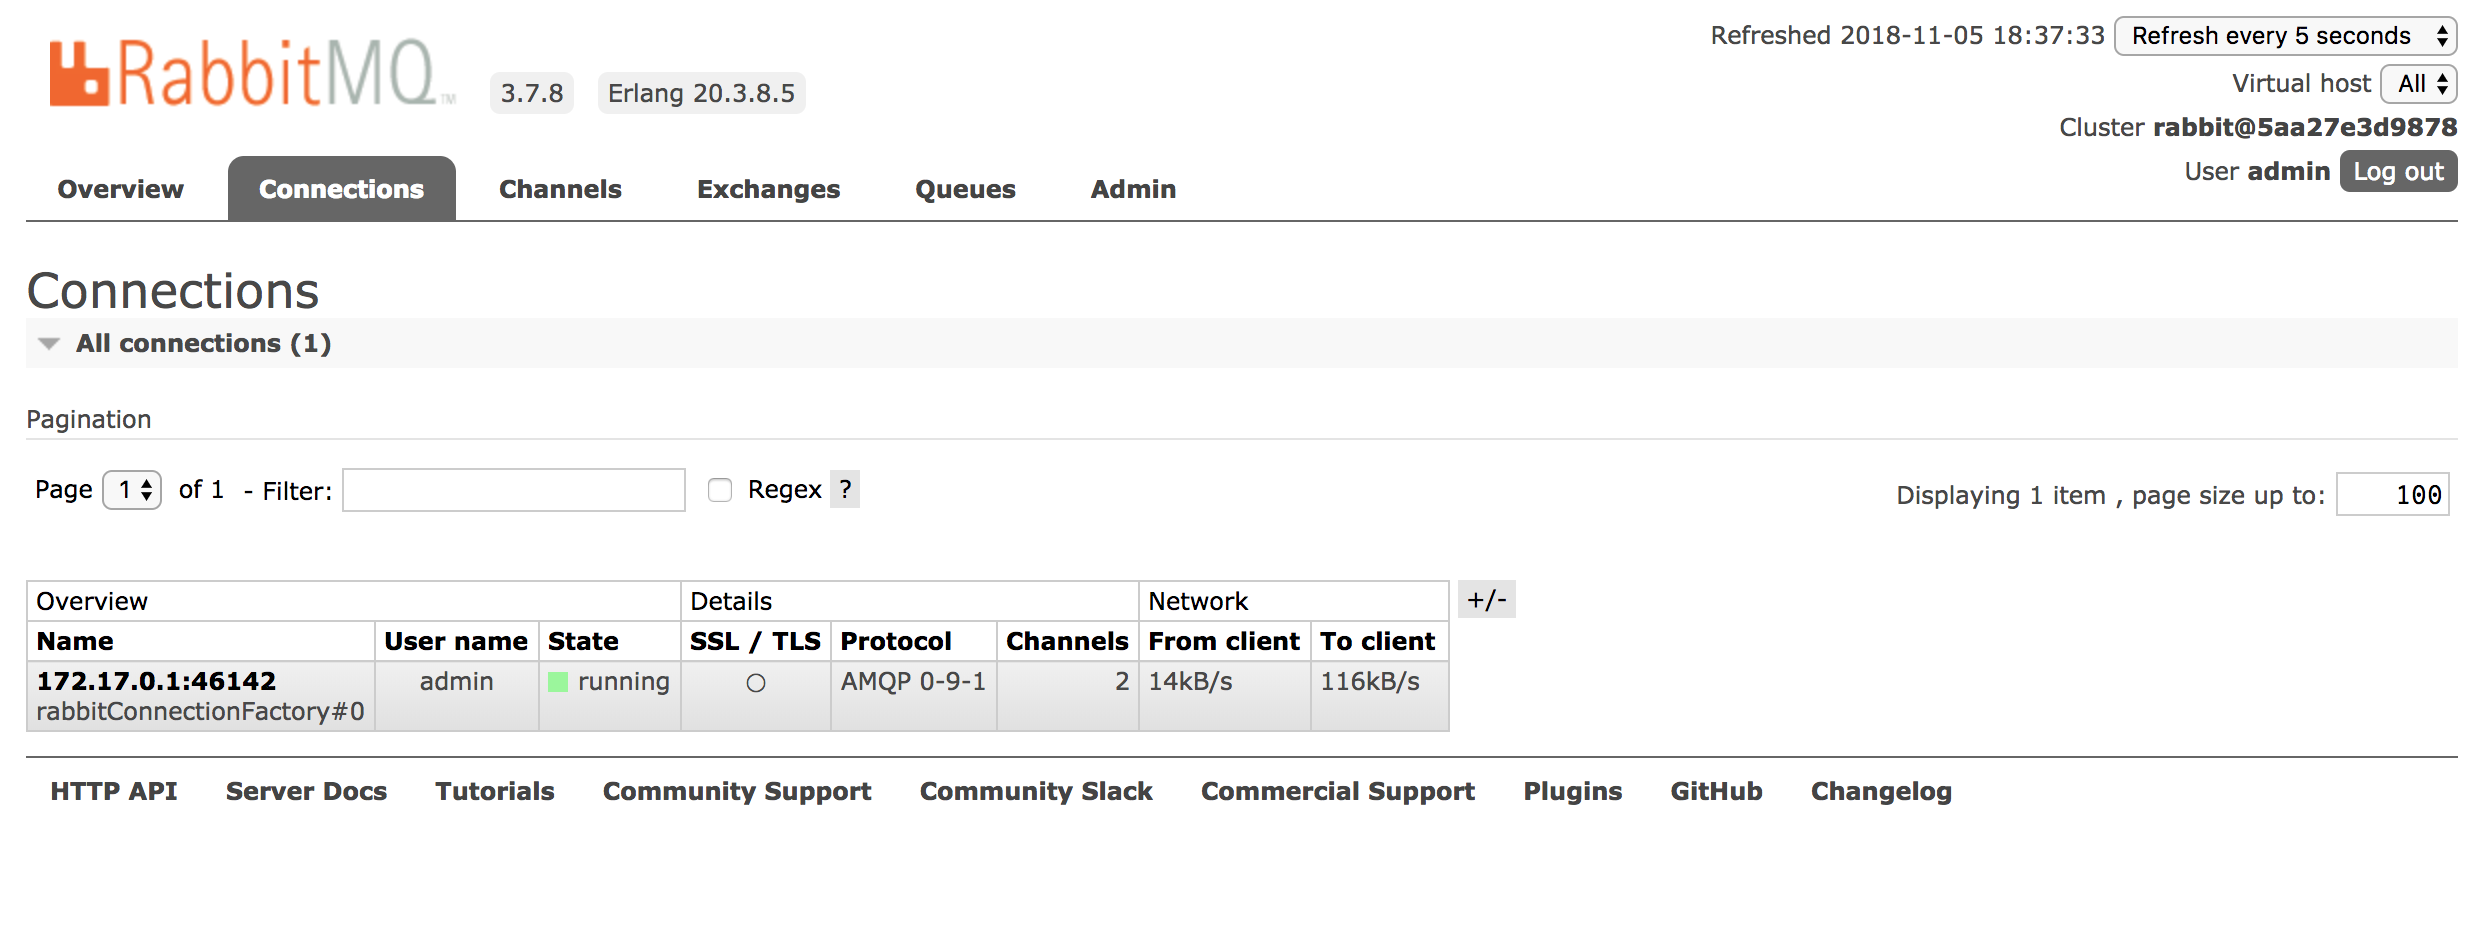 RabbitMQ™ 3.7.8 Erlang 20.3.8.5
Refreshed 2018-11-05 18:37:33 Refresh every 5 seconds
Virtual host All
Cluster rabbit@5aa27e3d9878
User admin Log out
Overview Connections Channels Exchanges Queues Admin
Connections
All connections (1)
Pagination
Page 1 of 1 - Filter: Regex ? Displaying 1 item , page size up to: 100
Overview Details Network +/-
Name User name State SSL / TLS Protocol Channels From client To client
172.17.0.1:46142 admin running ○ AMQP 0-9-1 2 14kB/s 116kB/s
rabbitConnectionFactory#0
HTTP API Server Docs Tutorials Community Support Community Slack Commercial Support Plugins GitHub Changelog